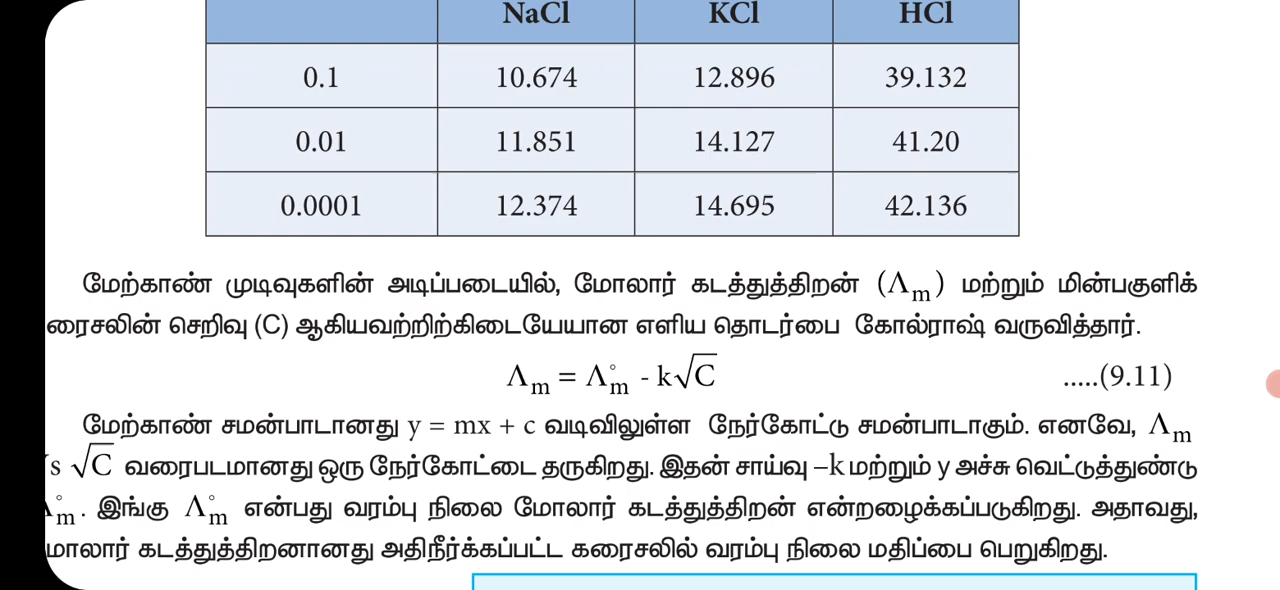 NaCl KCl HCl
0.1 10.674 12.896 39.132
0.01 11.851 14.127 41.20
0.0001 12.374 14.695 42.136
மேற்காண் முடிவுகளின் அடிப்படையில், மோலார் கடத்துத்திறன் (Λm) மற்றும் மின்பகுளிக்
ரைசலின் செறிவு (C) ஆகியவற்றிற்கிடையேயான எளிய தொடர்பை கோல்ராஷ் வருவித்தார்.
Λm = Λ°m - k√C .....(9.11)
மேற்காண் சமன்பாடானது y = mx + c வடிவிலுள்ள நேர்கோட்டு சமன்பாடாகும். எனவே, Λm
s √C வரைபடமானது ஒரு நேர்கோட்டை தருகிறது. இதன் சாய்வு –k மற்றும் y அச்சு வெட்டுத்துண்டு
Λ°m. இங்கு Λ°m என்பது வரம்பு நிலை மோலார் கடத்துத்திறன் என்றழைக்கப்படுகிறது. அதாவது,
மாலார் கடத்துத்திறனானது அதிநீர்க்கப்பட்ட கரைசலில் வரம்பு நிலை மதிப்பை பெறுகிறது.